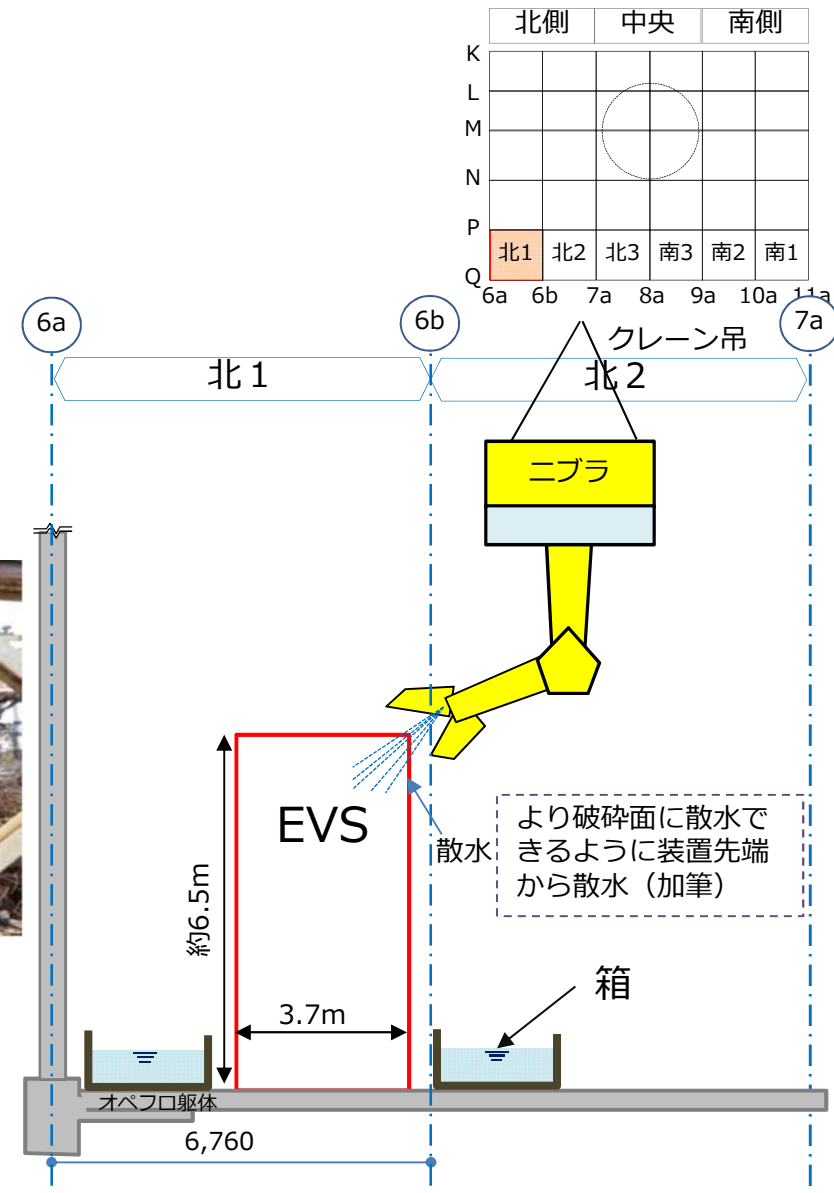 北側 中央 南側
K
L
M
N
P
Q
北1 北2 北3 南3 南2 南1
6a 6b 7a 8a 9a 10a 11a
6a
6b
7a
クレーン吊
北１
北２
ニブラ
EVS
散水
より破砕面に散水で
きるように装置先端
から散水（加筆）
約6.5m
3.7m
箱
オペフロ躯体
6,760